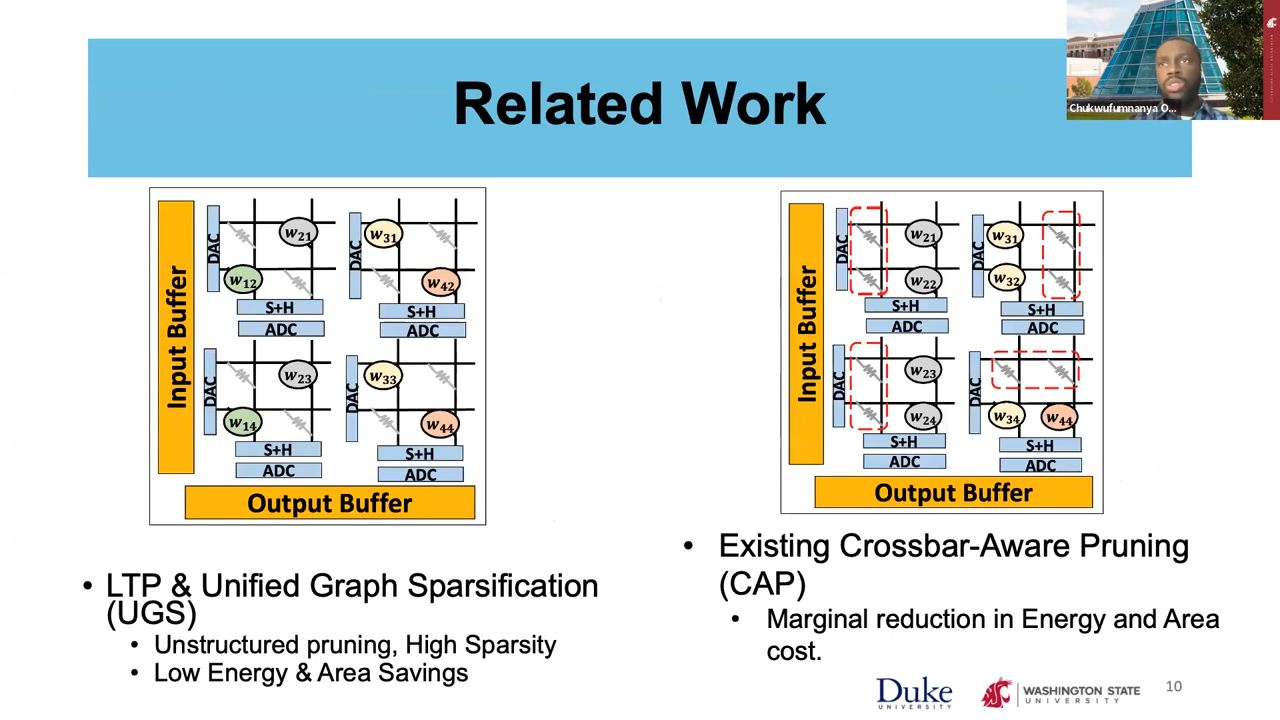 Related Work
Chukwufumnanya O...
Input Buffer
DAC
w21
w12
S+H
ADC
DAC
w31
w42
S+H
ADC
DAC
w23
w14
S+H
ADC
DAC
w33
w44
S+H
ADC
Output Buffer
Input Buffer
DAC
w21
w22
S+H
ADC
DAC
w31
w32
S+H
ADC
DAC
w23
w24
S+H
ADC
DAC
w34 w44
S+H
ADC
Output Buffer
• LTP & Unified Graph Sparsification
(UGS)
• Unstructured pruning, High Sparsity
• Low Energy & Area Savings
• Existing Crossbar-Aware Pruning
(CAP)
• Marginal reduction in Energy and Area
cost.
Duke
UNIVERSITY
WASHINGTON STATE
UNIVERSITY
10